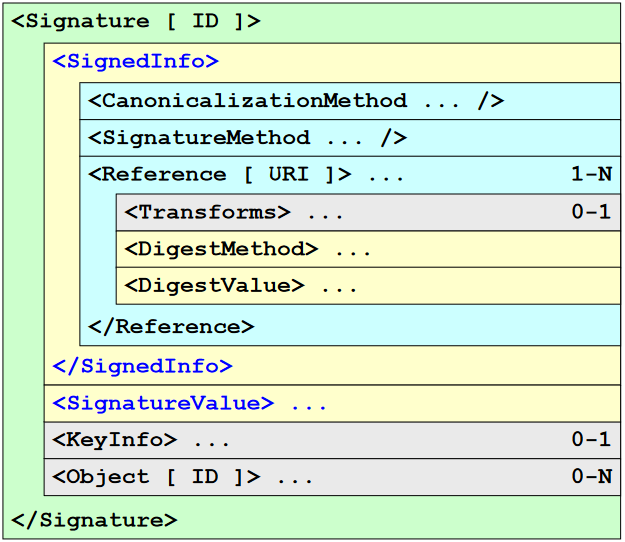 <Signature [ ID ]>
<SignedInfo>
<CanonicalizationMethod ... />
<SignatureMethod ... />
<Reference [ URI ]> ... 1-N
<Transforms> ... 0-1
<DigestMethod> ...
<DigestValue> ...
</Reference>
</SignedInfo>
<SignatureValue> ...
<KeyInfo> ... 0-1
<Object [ ID ]> ... 0-N
</Signature>